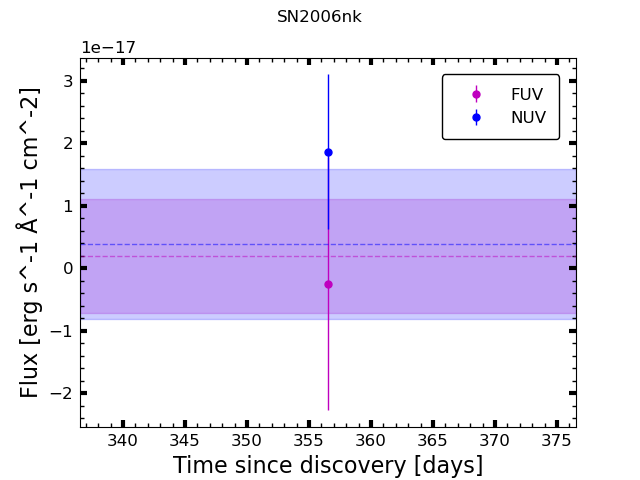 SN2006nk
1e−17
3
2
1
0
−1
−2
Flux [erg s^-1 Å^-1 cm^-2]
FUV
NUV
340 345 350 355 360 365 370 375
Time since discovery [days]